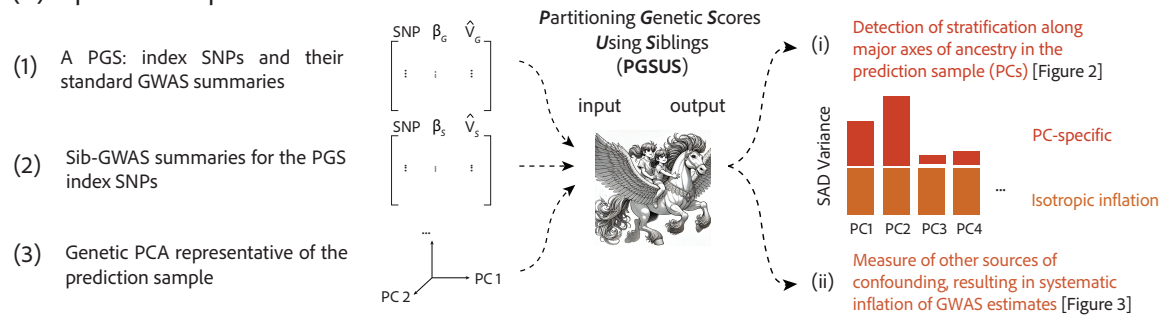 (1) A PGS: index SNPs and their
standard GWAS summaries
(2) Sib-GWAS summaries for the PGS
index SNPs
(3) Genetic PCA representative of the
prediction sample
SNP β_G V̂_G
SNP β_S V̂_S
...
PC 1
PC 2
Partitioning Genetic Scores
Using Siblings
(PGSUS)
input output
(i) Detection of stratification along
major axes of ancestry in the
prediction sample (PCs) [Figure 2]
SAD Variance
PC-specific
Isotropic inflation
...
PC1 PC2 PC3 PC4
(ii) Measure of other sources of
confounding, resulting in systematic
inflation of GWAS estimates [Figure 3]